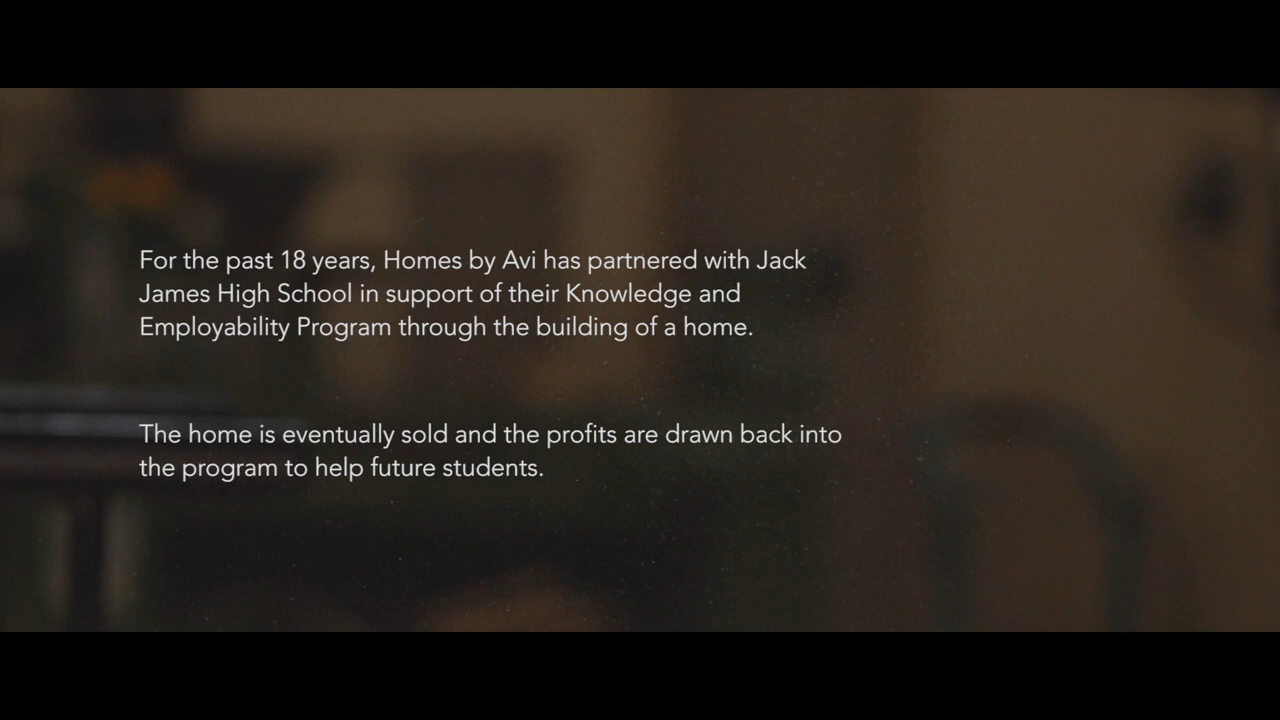 For the past 18 years, Homes by Avi has partnered with Jack
James High School in support of their Knowledge and
Employability Program through the building of a home.
The home is eventually sold and the profits are drawn back into
the program to help future students.